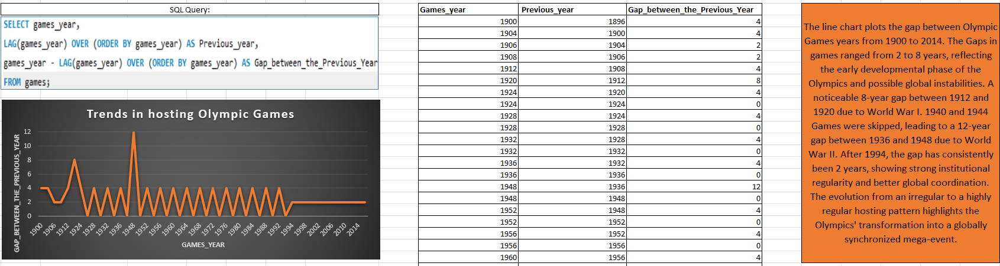 SQL Query:
SELECT games_year,
LAG(games_year) OVER (ORDER BY games_year) AS Previous_year,
games_year - LAG(games_year) OVER (ORDER BY games_year) AS Gap_between_the_Previous_Year
FROM games;
Trends in hosting Olympic Games
GAP_BETWEEN_THE_PREVIOUS_YEAR
12
10
8
6
4
2
0
1900 1906 1912 1924 1928 1932 1936 1948 1952 1956 1960 1964 1968 1972 1976 1980 1984 1988 1992 1994 1998 2002 2006 2010 2014
GAMES_YEAR
Games_year Previous_year Gap_between_the_Previous_Year
1900 1896 4
1904 1900 4
1906 1904 2
1908 1906 2
1912 1908 4
1920 1912 8
1924 1920 4
1924 1924 0
1928 1924 4
1928 1928 0
1932 1928 4
1932 1932 0
1936 1932 4
1936 1936 0
1948 1936 12
1948 1948 0
1952 1948 4
1952 1952 0
1956 1952 4
1956 1956 0
1960 1956 4
The line chart plots the gap between Olympic
Games years from 1900 to 2014. The Gaps in
games ranged from 2 to 8 years, reflecting
the early developmental phase of the
Olympics and possible global instabilities. A
noticeable 8-year gap between 1912 and
1920 due to World War I. 1940 and 1944
Games were skipped, leading to a 12-year
gap between 1936 and 1948 due to World
War II. After 1994, the gap has consistently
been 2 years, showing strong institutional
regularity and better global coordination.
The evolution from an irregular to a highly
regular hosting pattern highlights the
Olympics' transformation into a globally
synchronized mega-event.